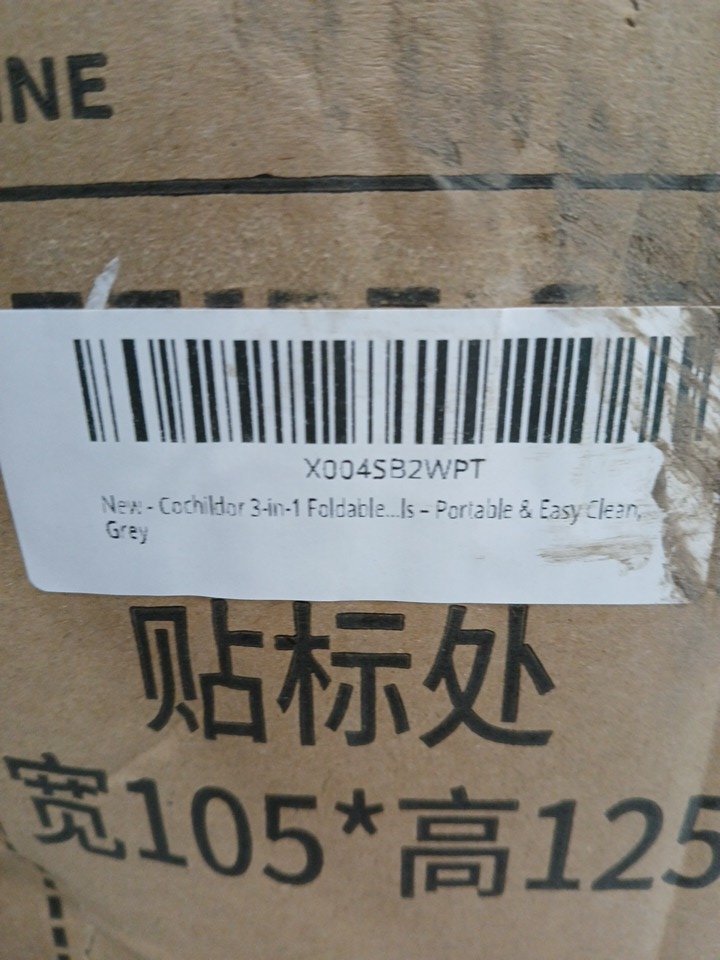 INE
X004SB2WPT
New - Cochildor 3-in-1 Foldable...ls – Portable & Easy Clean,
Grey
贴标处
宽105*高125